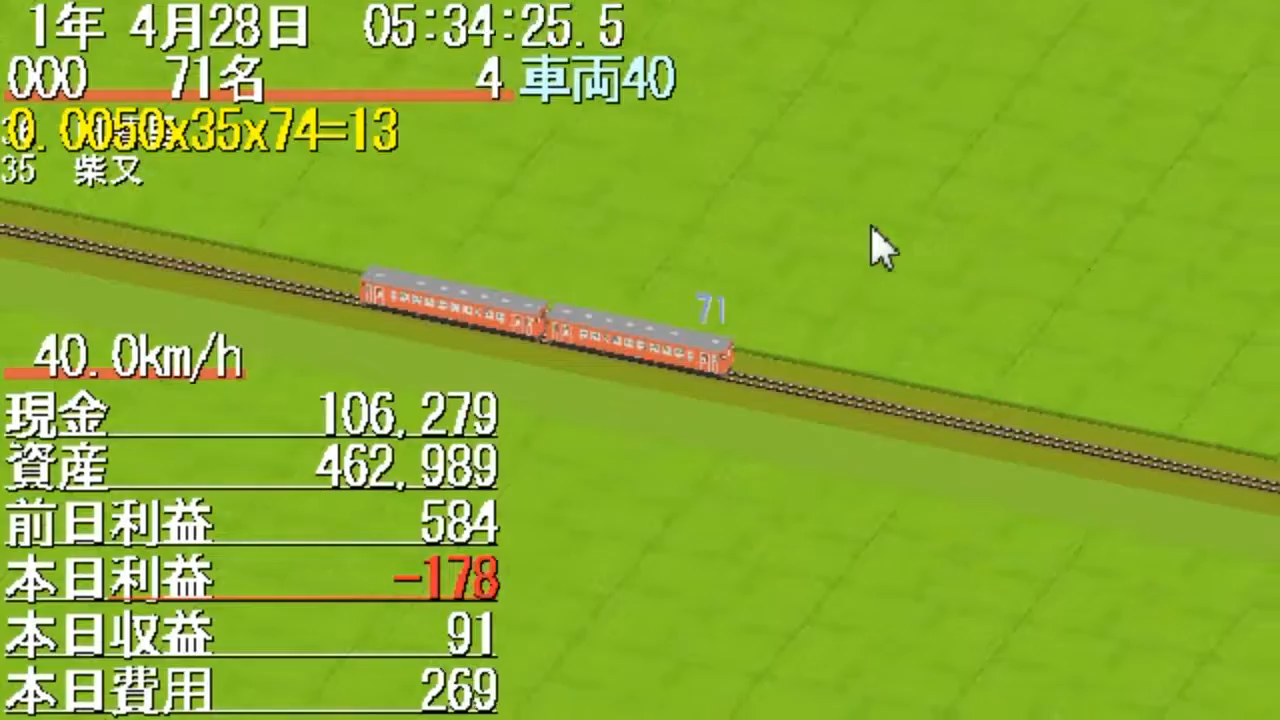 1年 4月28日 05:34:25.5
000 71名 4 車両40
0.0050x35x74=13
35 柴又
71
40.0km/h
現金 106,279
資産 462,989
前日利益 584
本日利益 -178
本日収益 91
本日費用 269